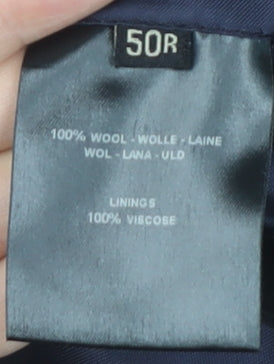 50R
100% WOOL - WOLLE - LAINE
WOL - LANA - ULD
LININGS
100% VISCOSE